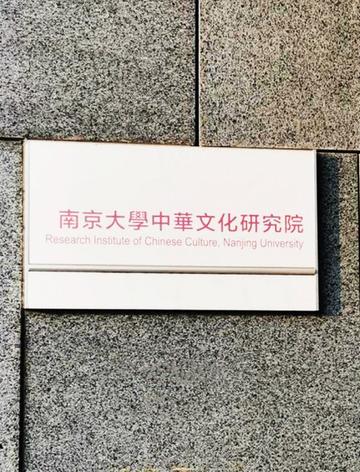 南京大學中華文化研究院
Research Institute of Chinese Culture, Nanjing University